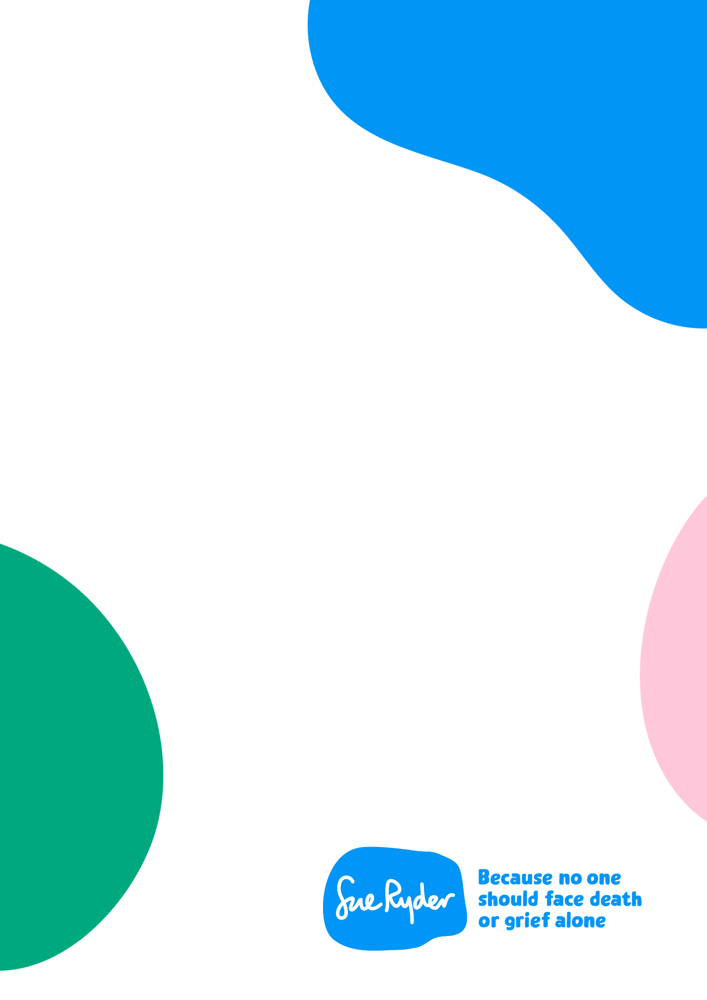 Sue Ryder
Because no one
should face death
or grief alone